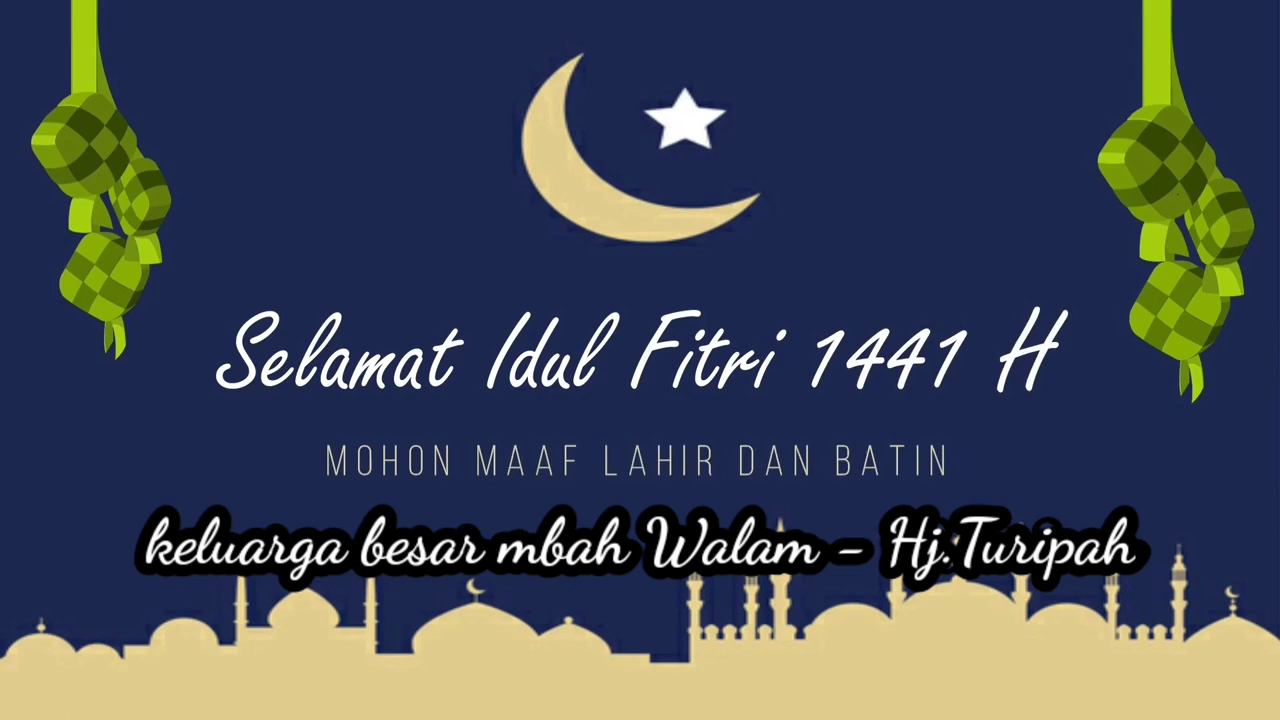 Selamat Idul Fitri 1441 H
MOHON MAAF LAHIR DAN BATIN
keluarga besar mbah Walam - Hj.Turipah